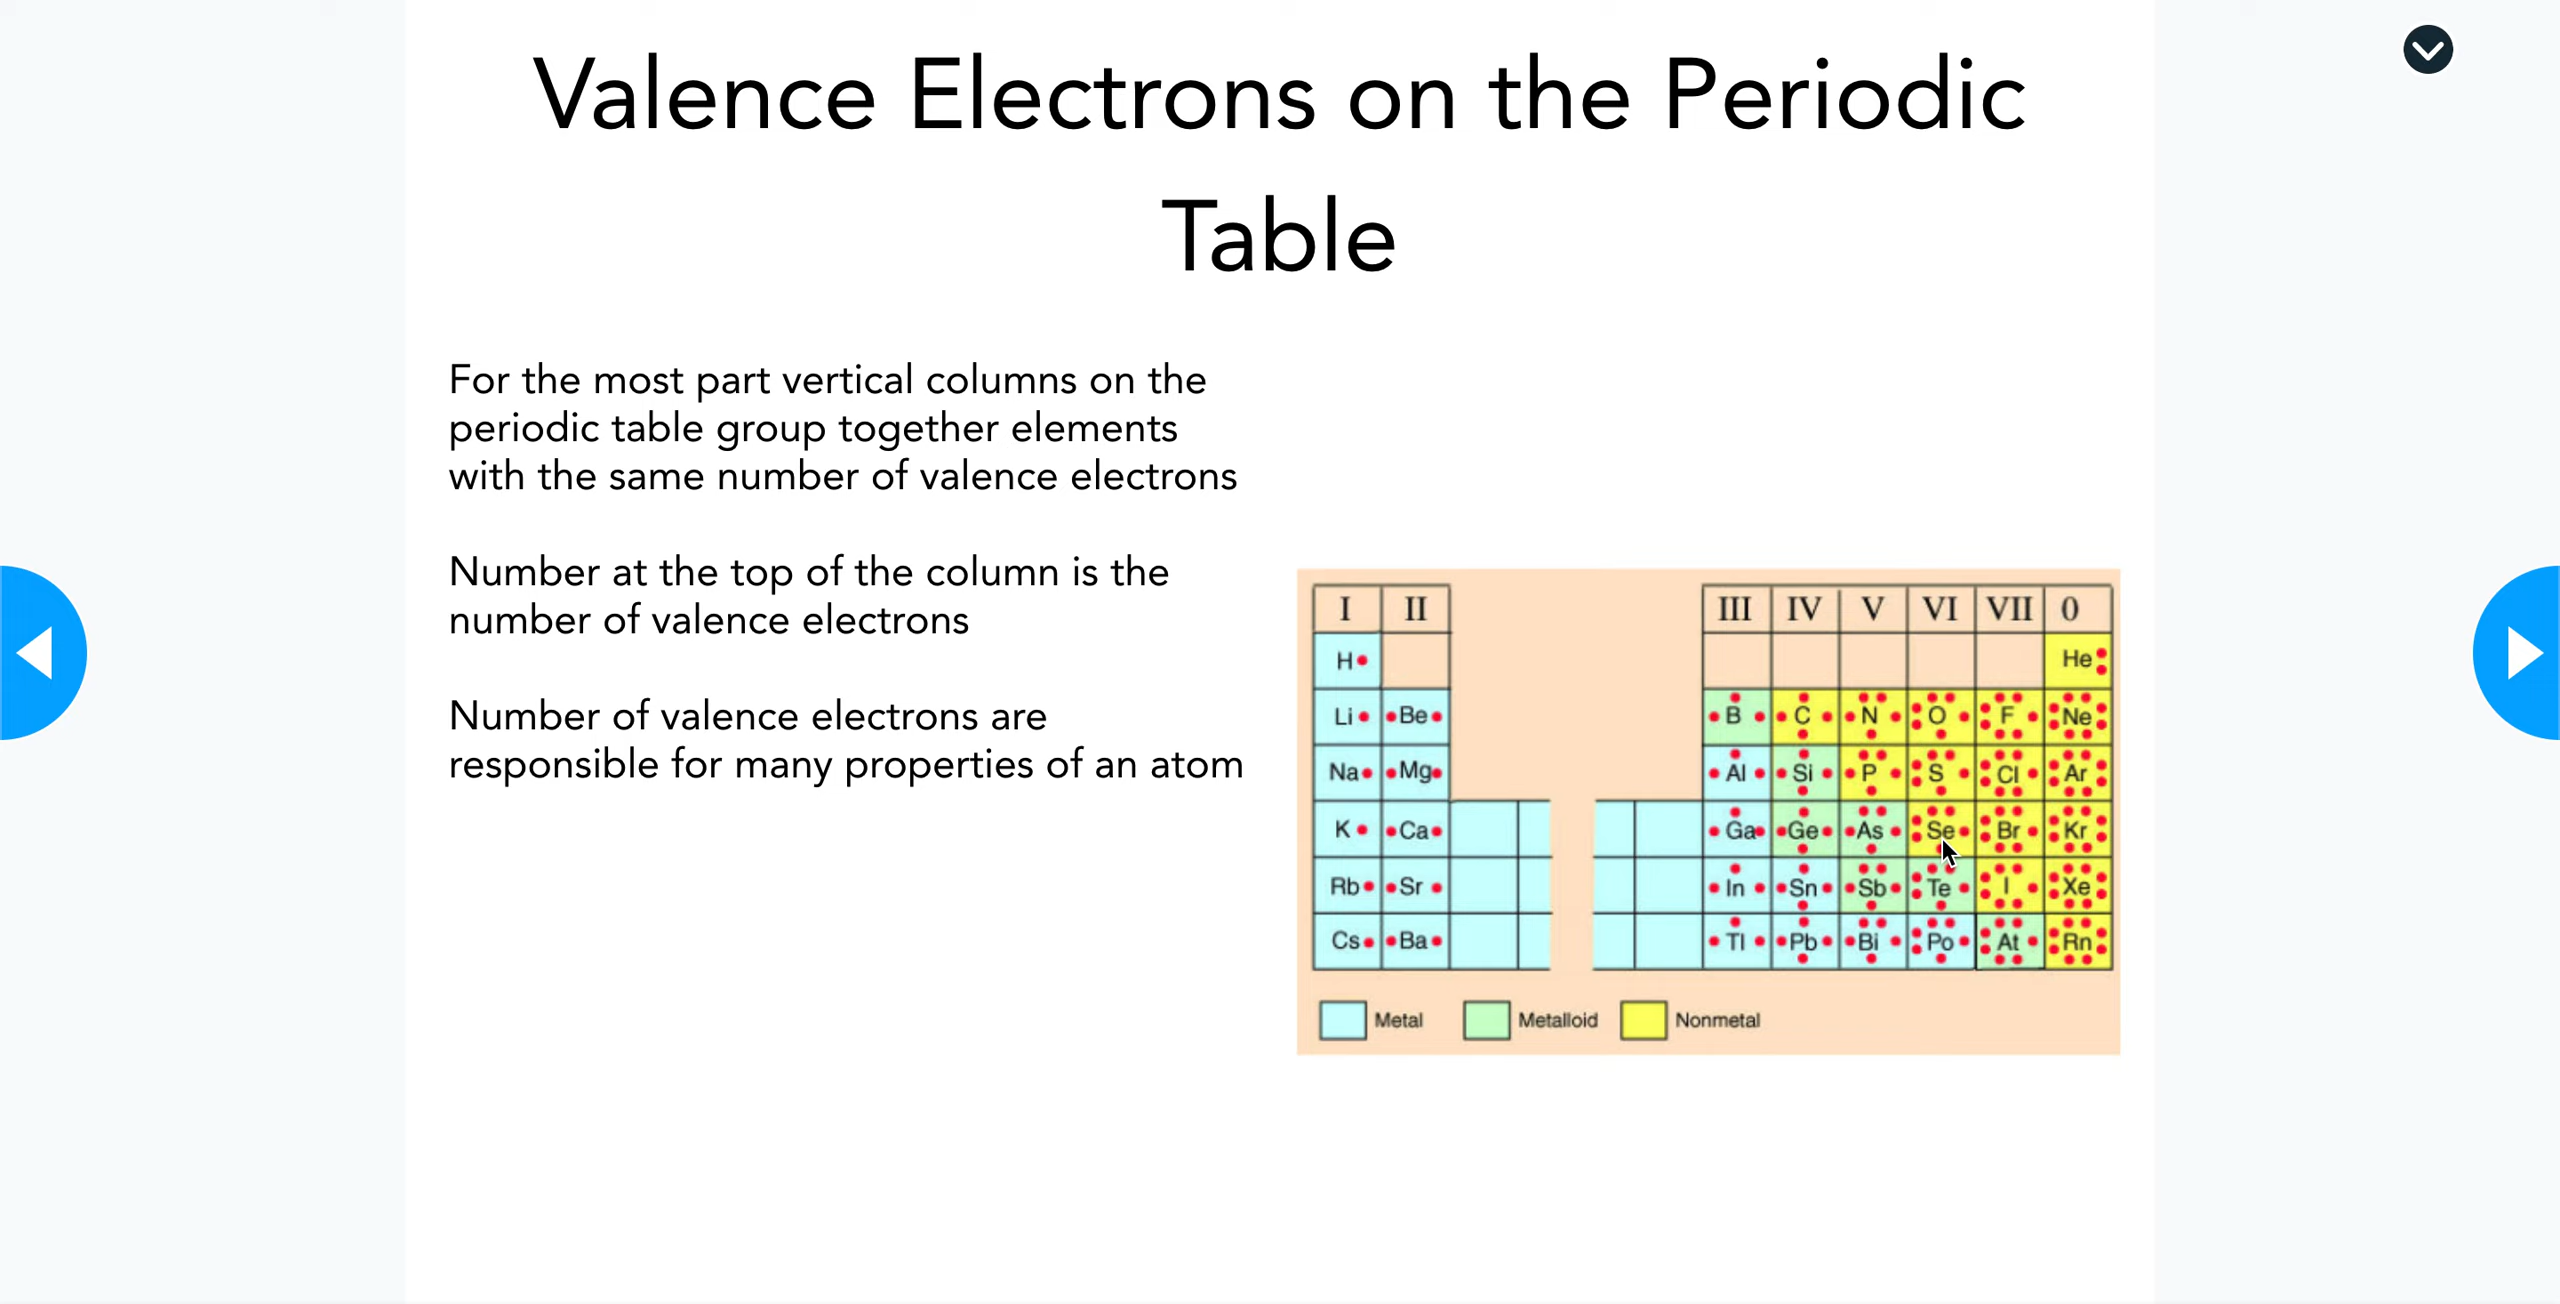 Valence Electrons on the Periodic
Table
For the most part vertical columns on the
periodic table group together elements
with the same number of valence electrons
Number at the top of the column is the
number of valence electrons
Number of valence electrons are
responsible for many properties of an atom
I II III IV V VI VII 0
H He
Li Be B C N O F Ne
Na Mg Al Si P S Cl Ar
K Ca Ga Ge As Se Br Kr
Rb Sr In Sn Sb Te I Xe
Cs Ba Tl Pb Bi Po At Rn
Metal Metalloid Nonmetal